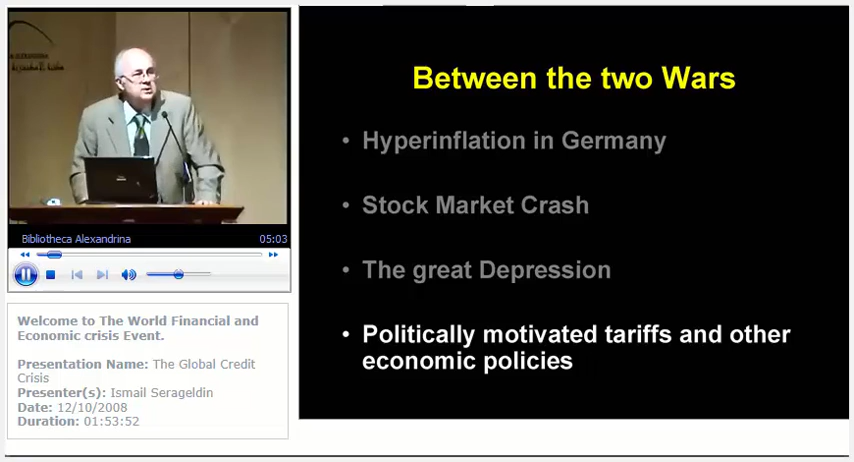 Bibliotheca Alexandrina 05:03
Welcome to The World Financial and
Economic crisis Event.
Presentation Name: The Global Credit
Crisis
Presenter(s): Ismail Serageldin
Date: 12/10/2008
Duration: 01:53:52
Between the two Wars
• Hyperinflation in Germany
• Stock Market Crash
• The great Depression
• Politically motivated tariffs and other
economic policies